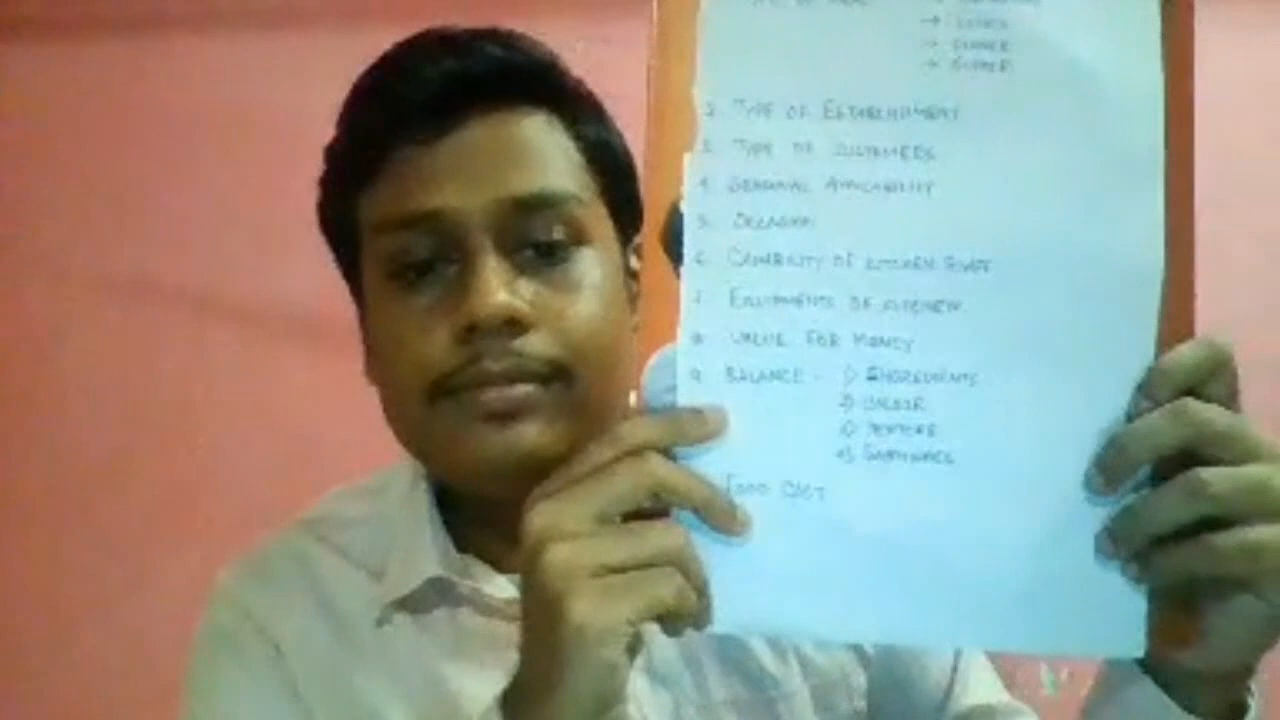 → LUNCH
→ DINNER
→ SUPPER
2. TYPE OF ESTABLISHMENT
3. TYPE OF CUSTOMERS
4. SEASONAL AVAILABILITY
5. OCCASION
6. CAPABILITY OF KITCHEN STAFF
7. EQUIPMENTS OF KITCHEN
8. VALUE FOR MONEY
9. BALANCE - 1) INGREDIENTS
2) COLOUR
3) TEXTURE
4) GARNISHES
FOOD COST